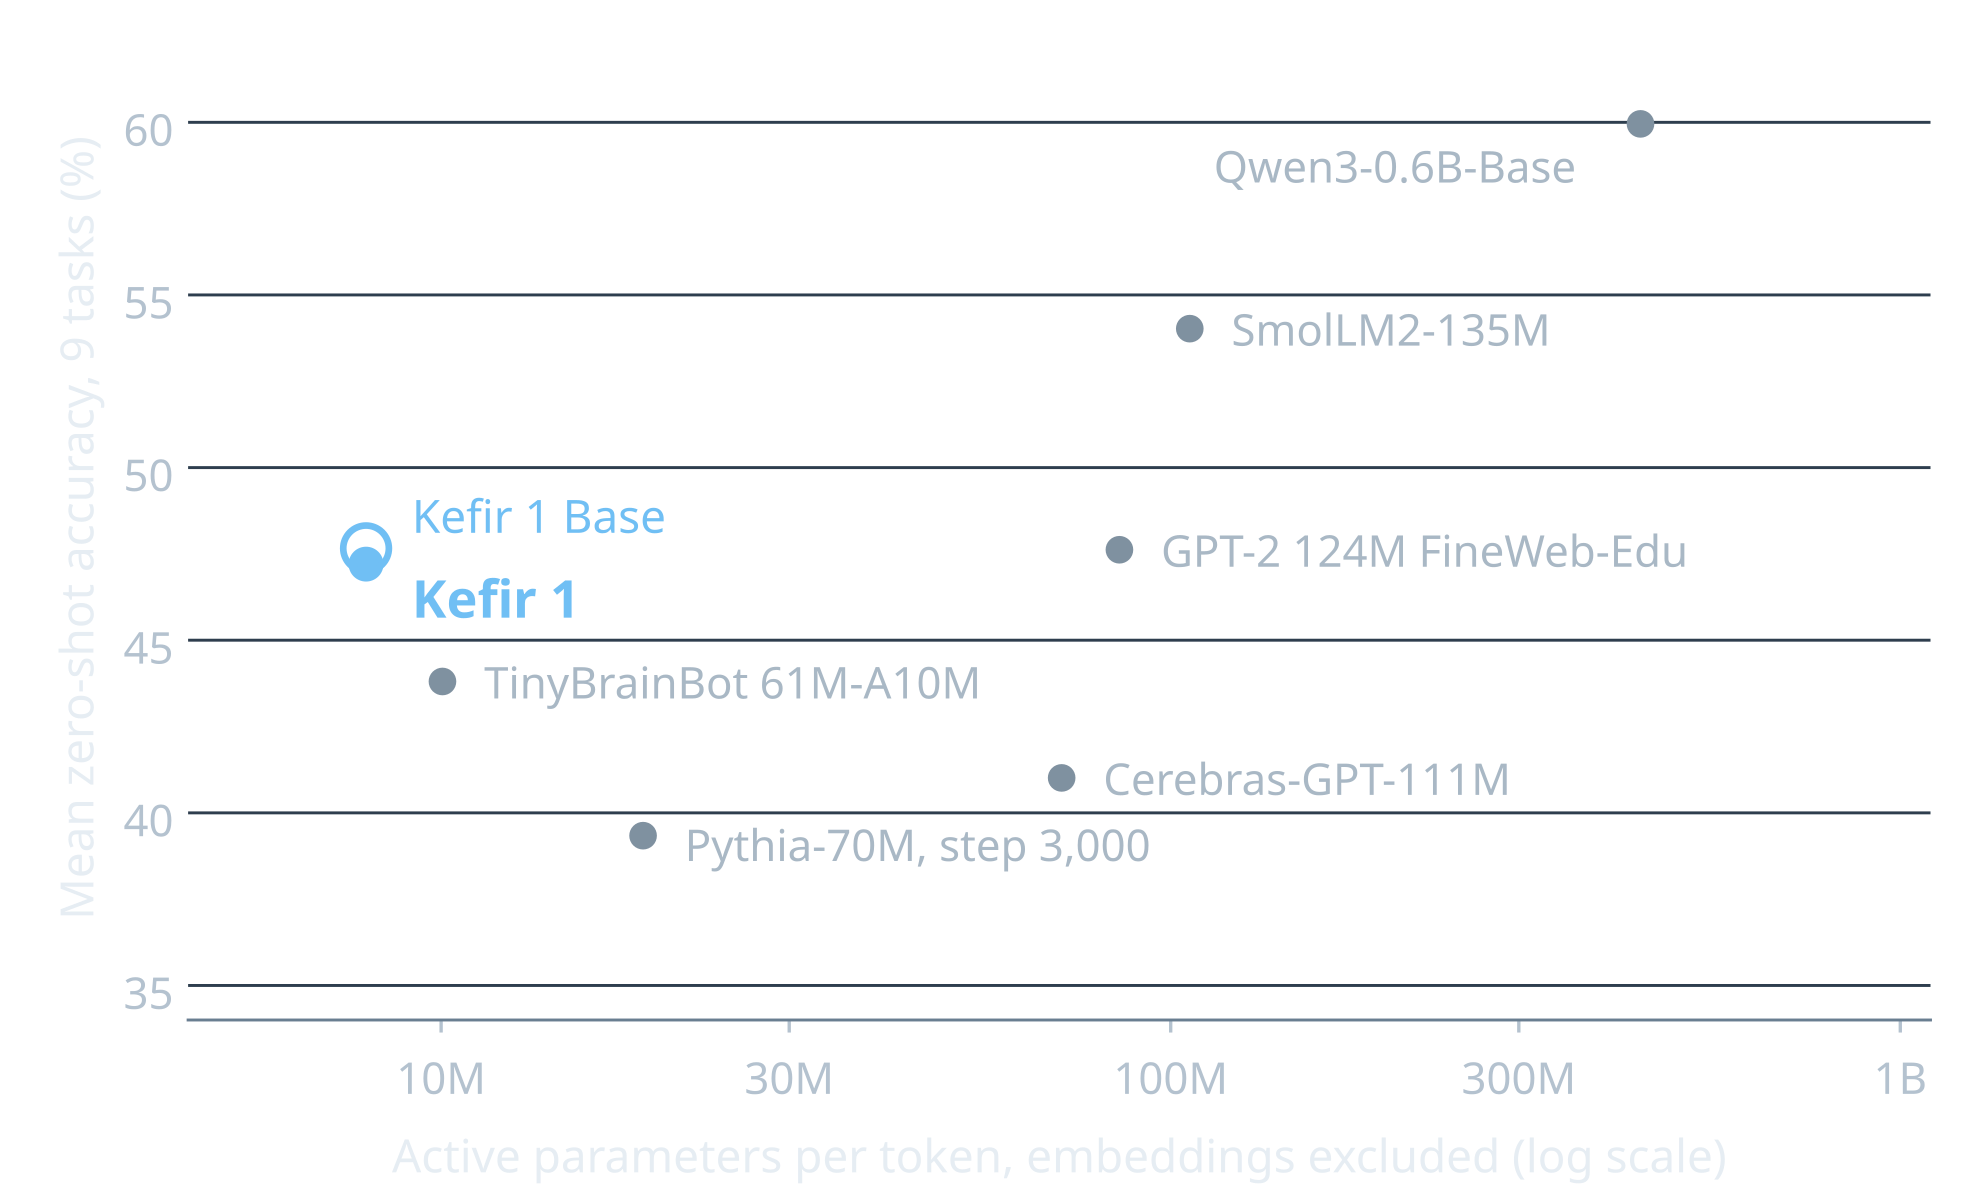 Mean zero-shot accuracy, 9 tasks (%)
60
Qwen3-0.6B-Base
55
SmolLM2-135M
50
Kefir 1 Base
GPT-2 124M FineWeb-Edu
Kefir 1
45
TinyBrainBot 61M-A10M
Cerebras-GPT-111M
40
Pythia-70M, step 3,000
35
10M
30M
100M
300M
1B
Active parameters per token, embeddings excluded (log scale)